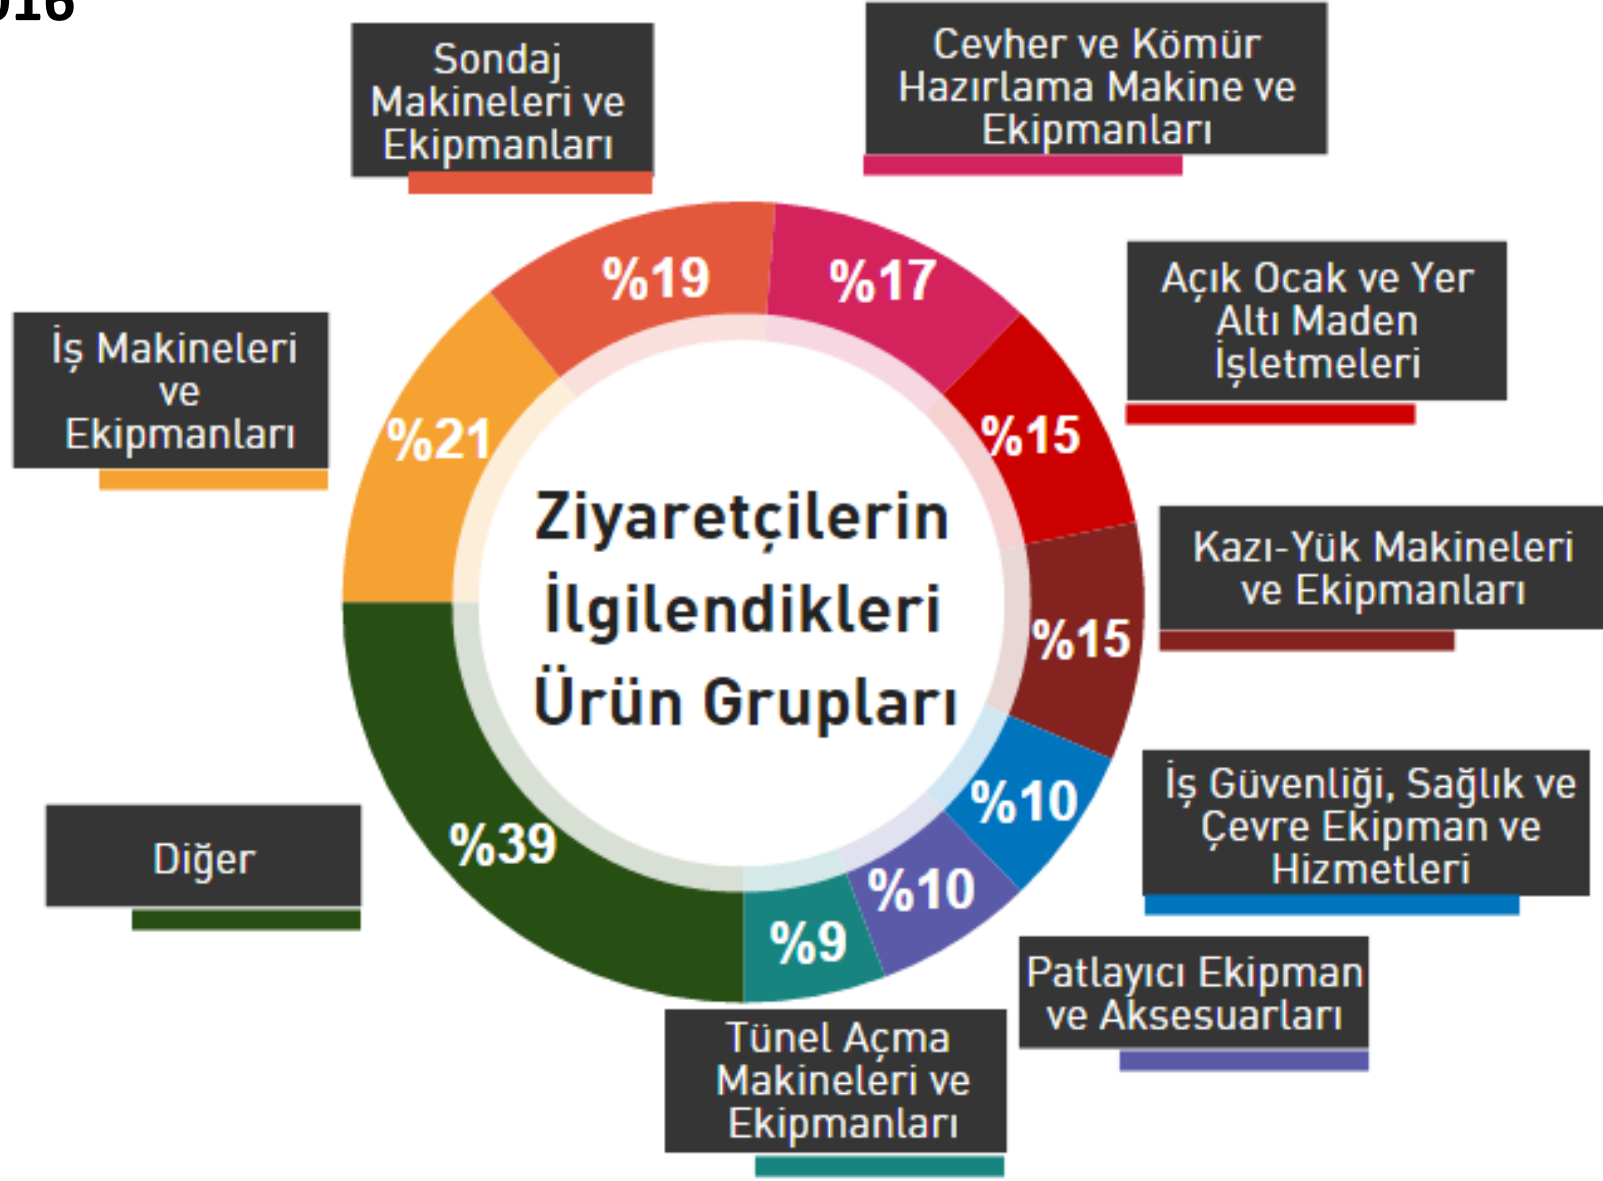 Sondaj
Makineleri ve
Ekipmanları
Cevher ve Kömür
Hazırlama Makine ve
Ekipmanları
%19
%17
Açık Ocak ve Yer
Altı Maden
İşletmeleri
İş Makineleri
ve
Ekipmanları
%21
%15
Ziyaretçilerin
İlgilendikleri
Ürün Grupları
Kazı-Yük Makineleri
ve Ekipmanları
%15
İş Güvenliği, Sağlık ve
Çevre Ekipman ve
Hizmetleri
%10
Diğer
%39
%10
%9
Patlayıcı Ekipman
ve Aksesuarları
Tünel Açma
Makineleri ve
Ekipmanları